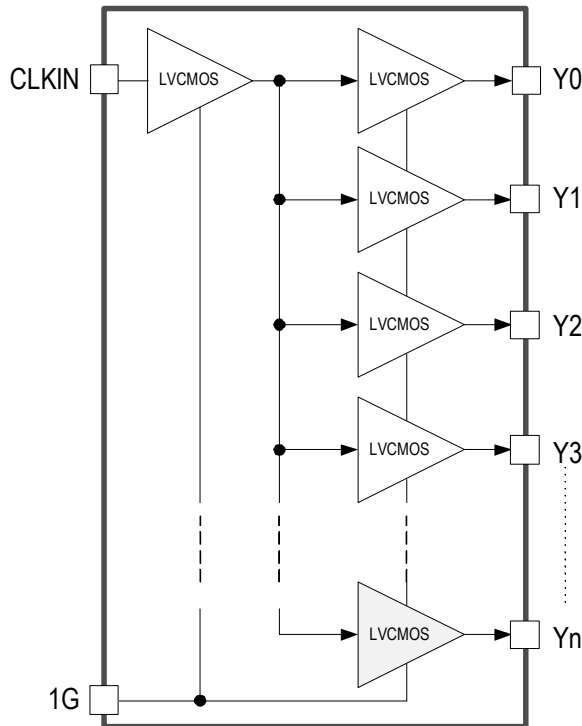 CLKIN
LVCMOS
LVCMOS
Y0
LVCMOS
Y1
LVCMOS
Y2
LVCMOS
Y3
LVCMOS
Yn
1G